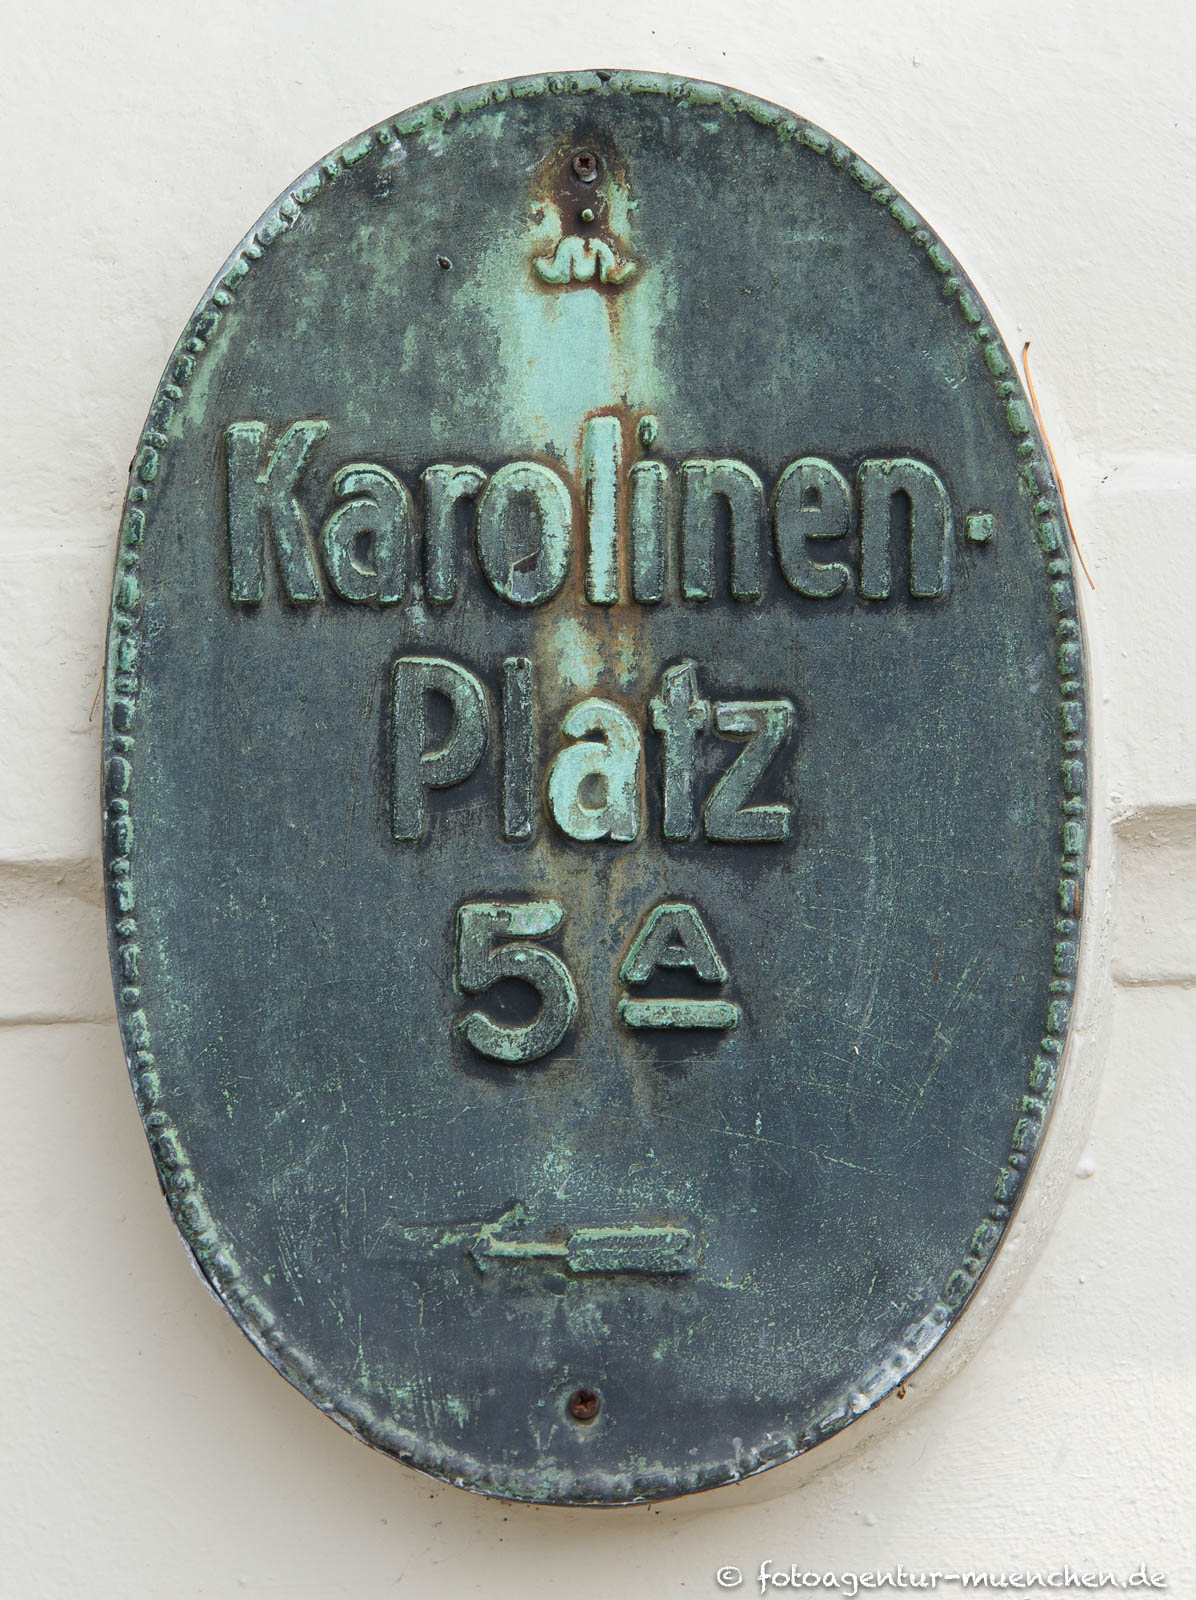 Karolinen-
Platz
5A
© fotoagentur-muenchen.de